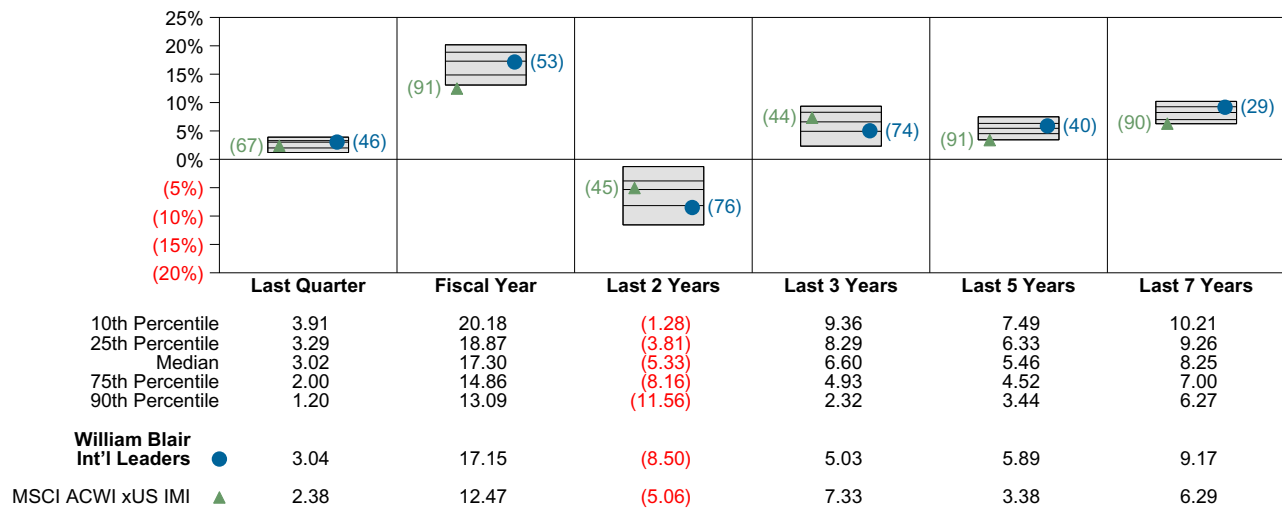 25%
20%
15%
10%
5%
0%
(5%)
(10%)
(15%)
(20%)
(67) (46)
(91) (53)
(45) (76)
(44) (74)
(91) (40)
(90) (29)
Last Quarter Fiscal Year Last 2 Years Last 3 Years Last 5 Years Last 7 Years
10th Percentile 3.91 20.18 (1.28) 9.36 7.49 10.21
25th Percentile 3.29 18.87 (3.81) 8.29 6.33 9.26
Median 3.02 17.30 (5.33) 6.60 5.46 8.25
75th Percentile 2.00 14.86 (8.16) 4.93 4.52 7.00
90th Percentile 1.20 13.09 (11.56) 2.32 3.44 6.27
William Blair
Int'l Leaders 3.04 17.15 (8.50) 5.03 5.89 9.17
MSCI ACWI xUS IMI 2.38 12.47 (5.06) 7.33 3.38 6.29